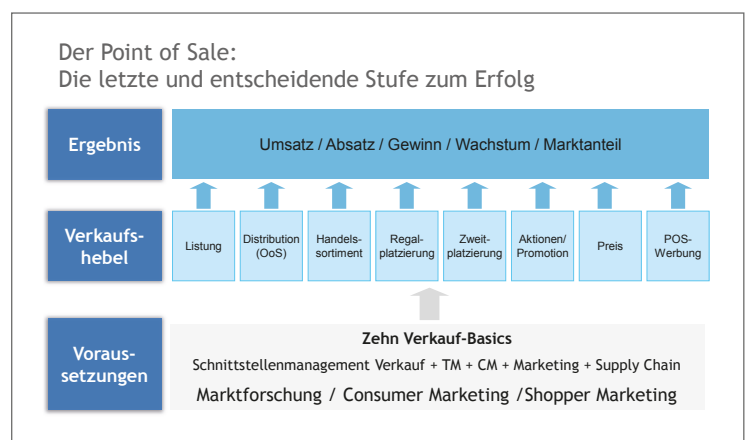 Der Point of Sale:
Die letzte und entscheidende Stufe zum Erfolg
Ergebnis
Umsatz / Absatz / Gewinn / Wachstum / Marktanteil
Verkaufs-
hebel
Listung
Distribution
(OoS)
Handels-
sortiment
Regal-
platzierung
Zweit-
platzierung
Aktionen/
Promotion
Preis
POS-
Werbung
Voraus-
setzungen
Zehn Verkauf-Basics
Schnittstellenmanagement Verkauf + TM + CM + Marketing + Supply Chain
Marktforschung / Consumer Marketing /Shopper Marketing